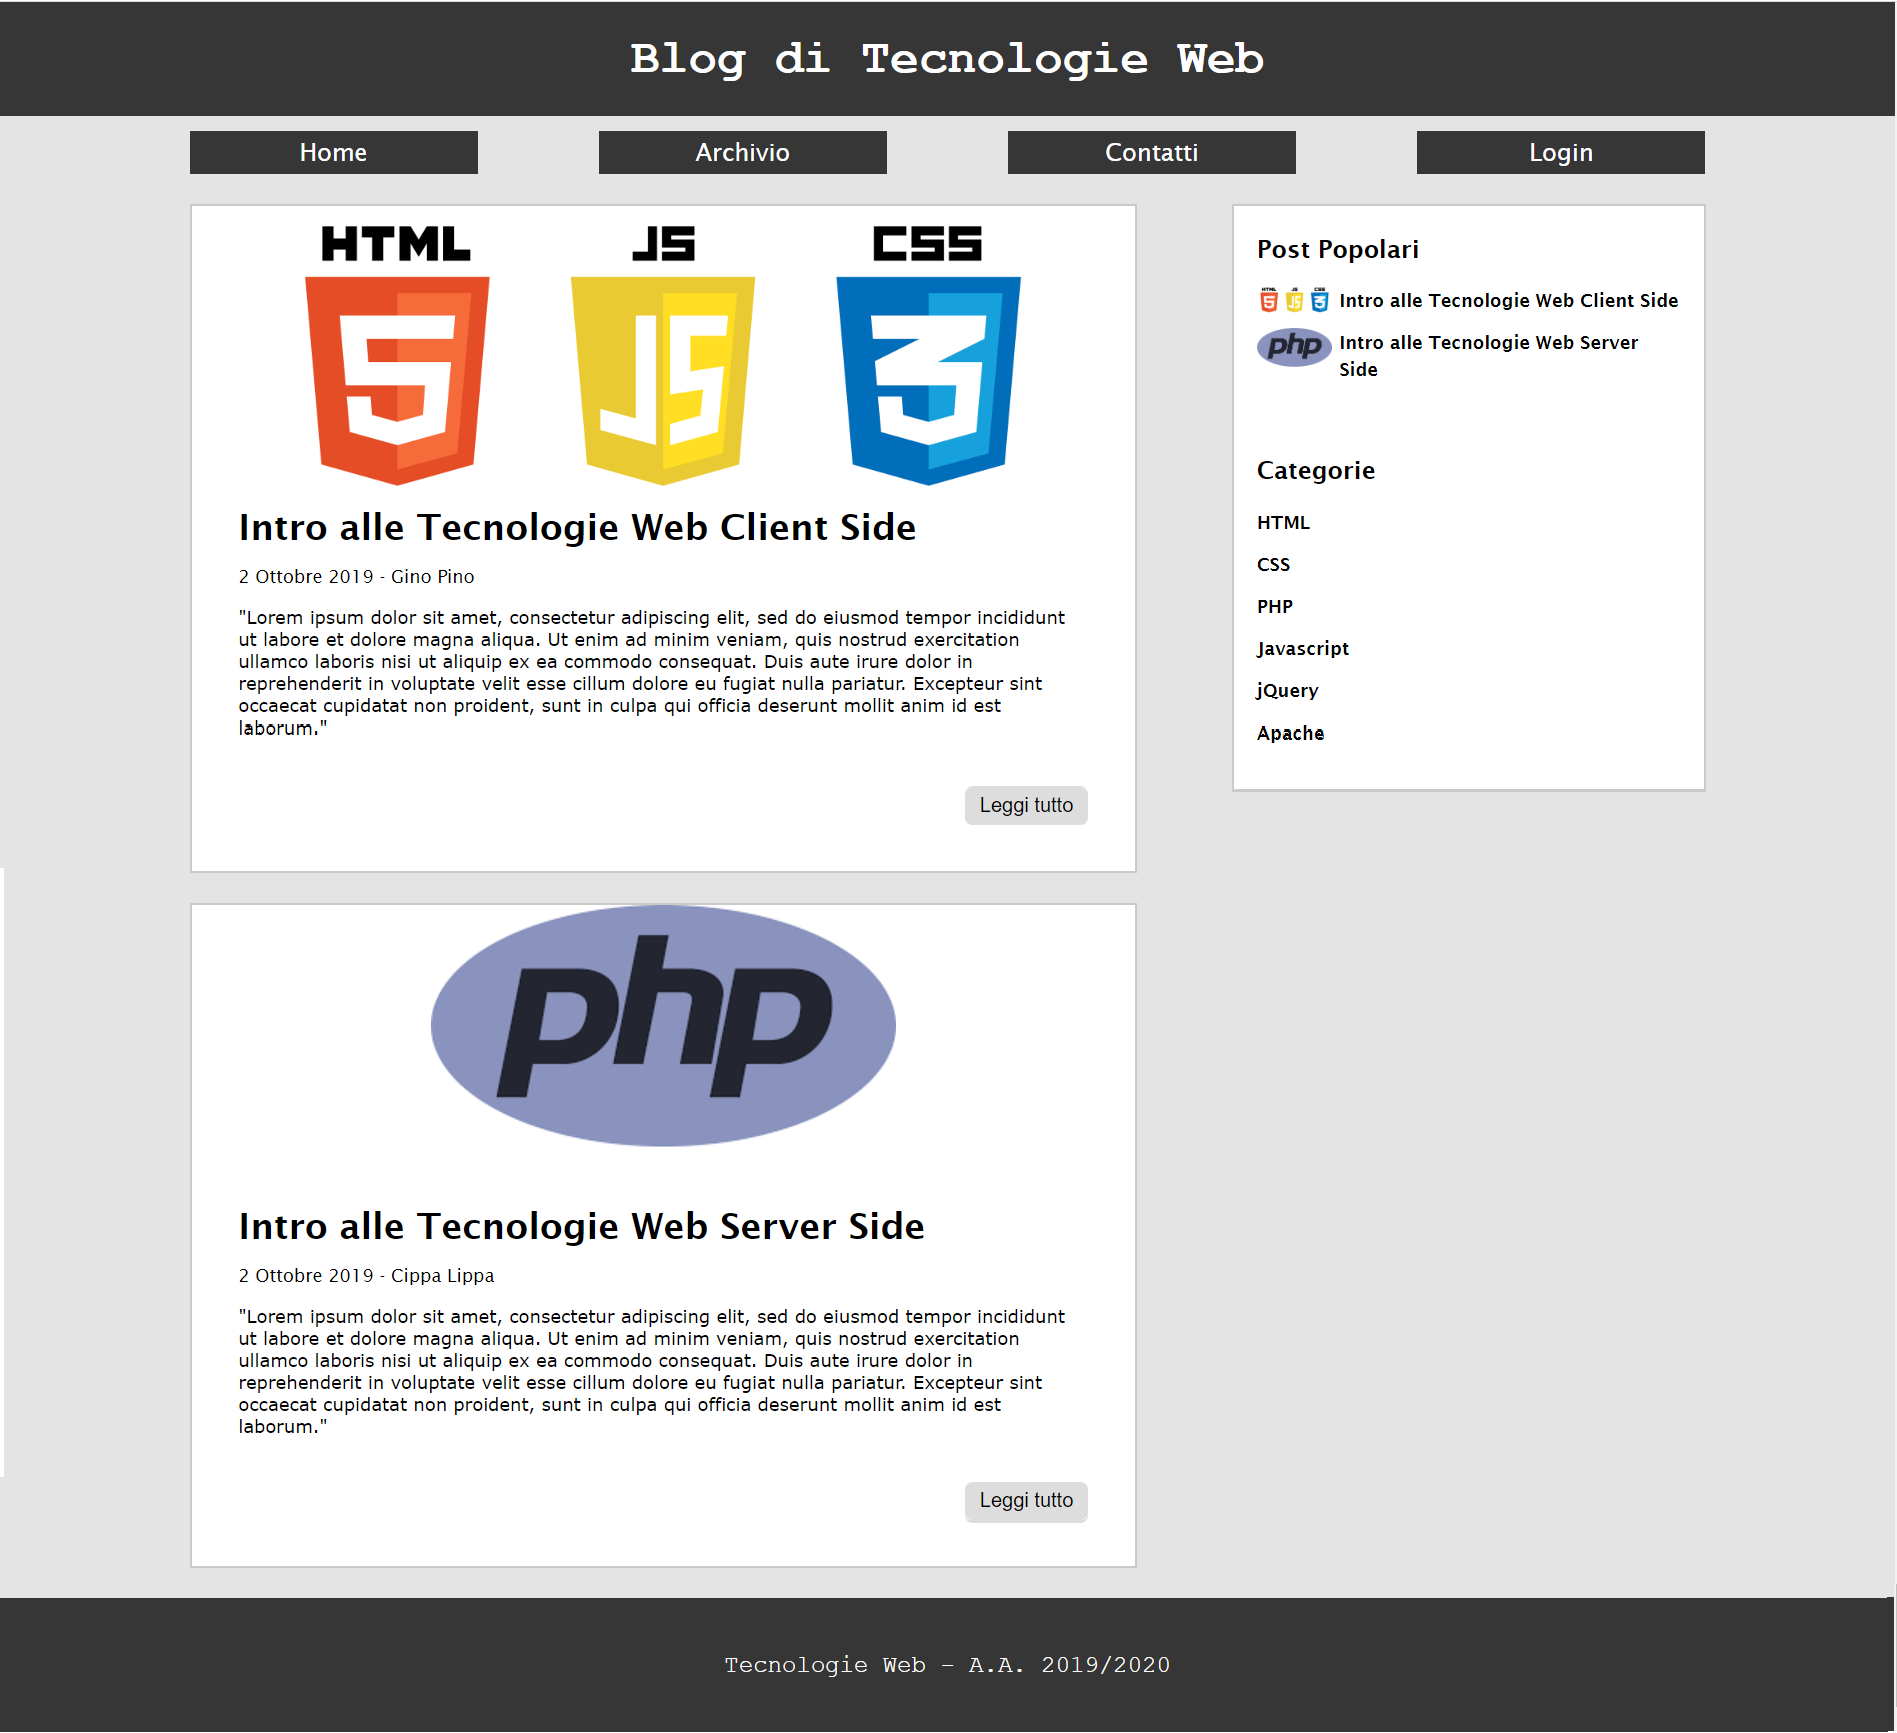 Blog di Tecnologie Web
Home
Archivio
Contatti
Login
HTML
JS
CSS
5
JS
3
Intro alle Tecnologie Web Client Side
2 Ottobre 2019 - Gino Pino
"Lorem ipsum dolor sit amet, consectetur adipiscing elit, sed do eiusmod tempor incididunt
ut labore et dolore magna aliqua. Ut enim ad minim veniam, quis nostrud exercitation
ullamco laboris nisi ut aliquip ex ea commodo consequat. Duis aute irure dolor in
reprehenderit in voluptate velit esse cillum dolore eu fugiat nulla pariatur. Excepteur sint
occaecat cupidatat non proident, sunt in culpa qui officia deserunt mollit anim id est
laborum."
Leggi tutto
php
Intro alle Tecnologie Web Server Side
2 Ottobre 2019 - Cippa Lippa
"Lorem ipsum dolor sit amet, consectetur adipiscing elit, sed do eiusmod tempor incididunt
ut labore et dolore magna aliqua. Ut enim ad minim veniam, quis nostrud exercitation
ullamco laboris nisi ut aliquip ex ea commodo consequat. Duis aute irure dolor in
reprehenderit in voluptate velit esse cillum dolore eu fugiat nulla pariatur. Excepteur sint
occaecat cupidatat non proident, sunt in culpa qui officia deserunt mollit anim id est
laborum."
Leggi tutto
Post Popolari
HTML JS CSS
5 JS 3
Intro alle Tecnologie Web Client Side
php
Intro alle Tecnologie Web Server
Side
Categorie
HTML
CSS
PHP
Javascript
jQuery
Apache
Tecnologie Web - A.A. 2019/2020